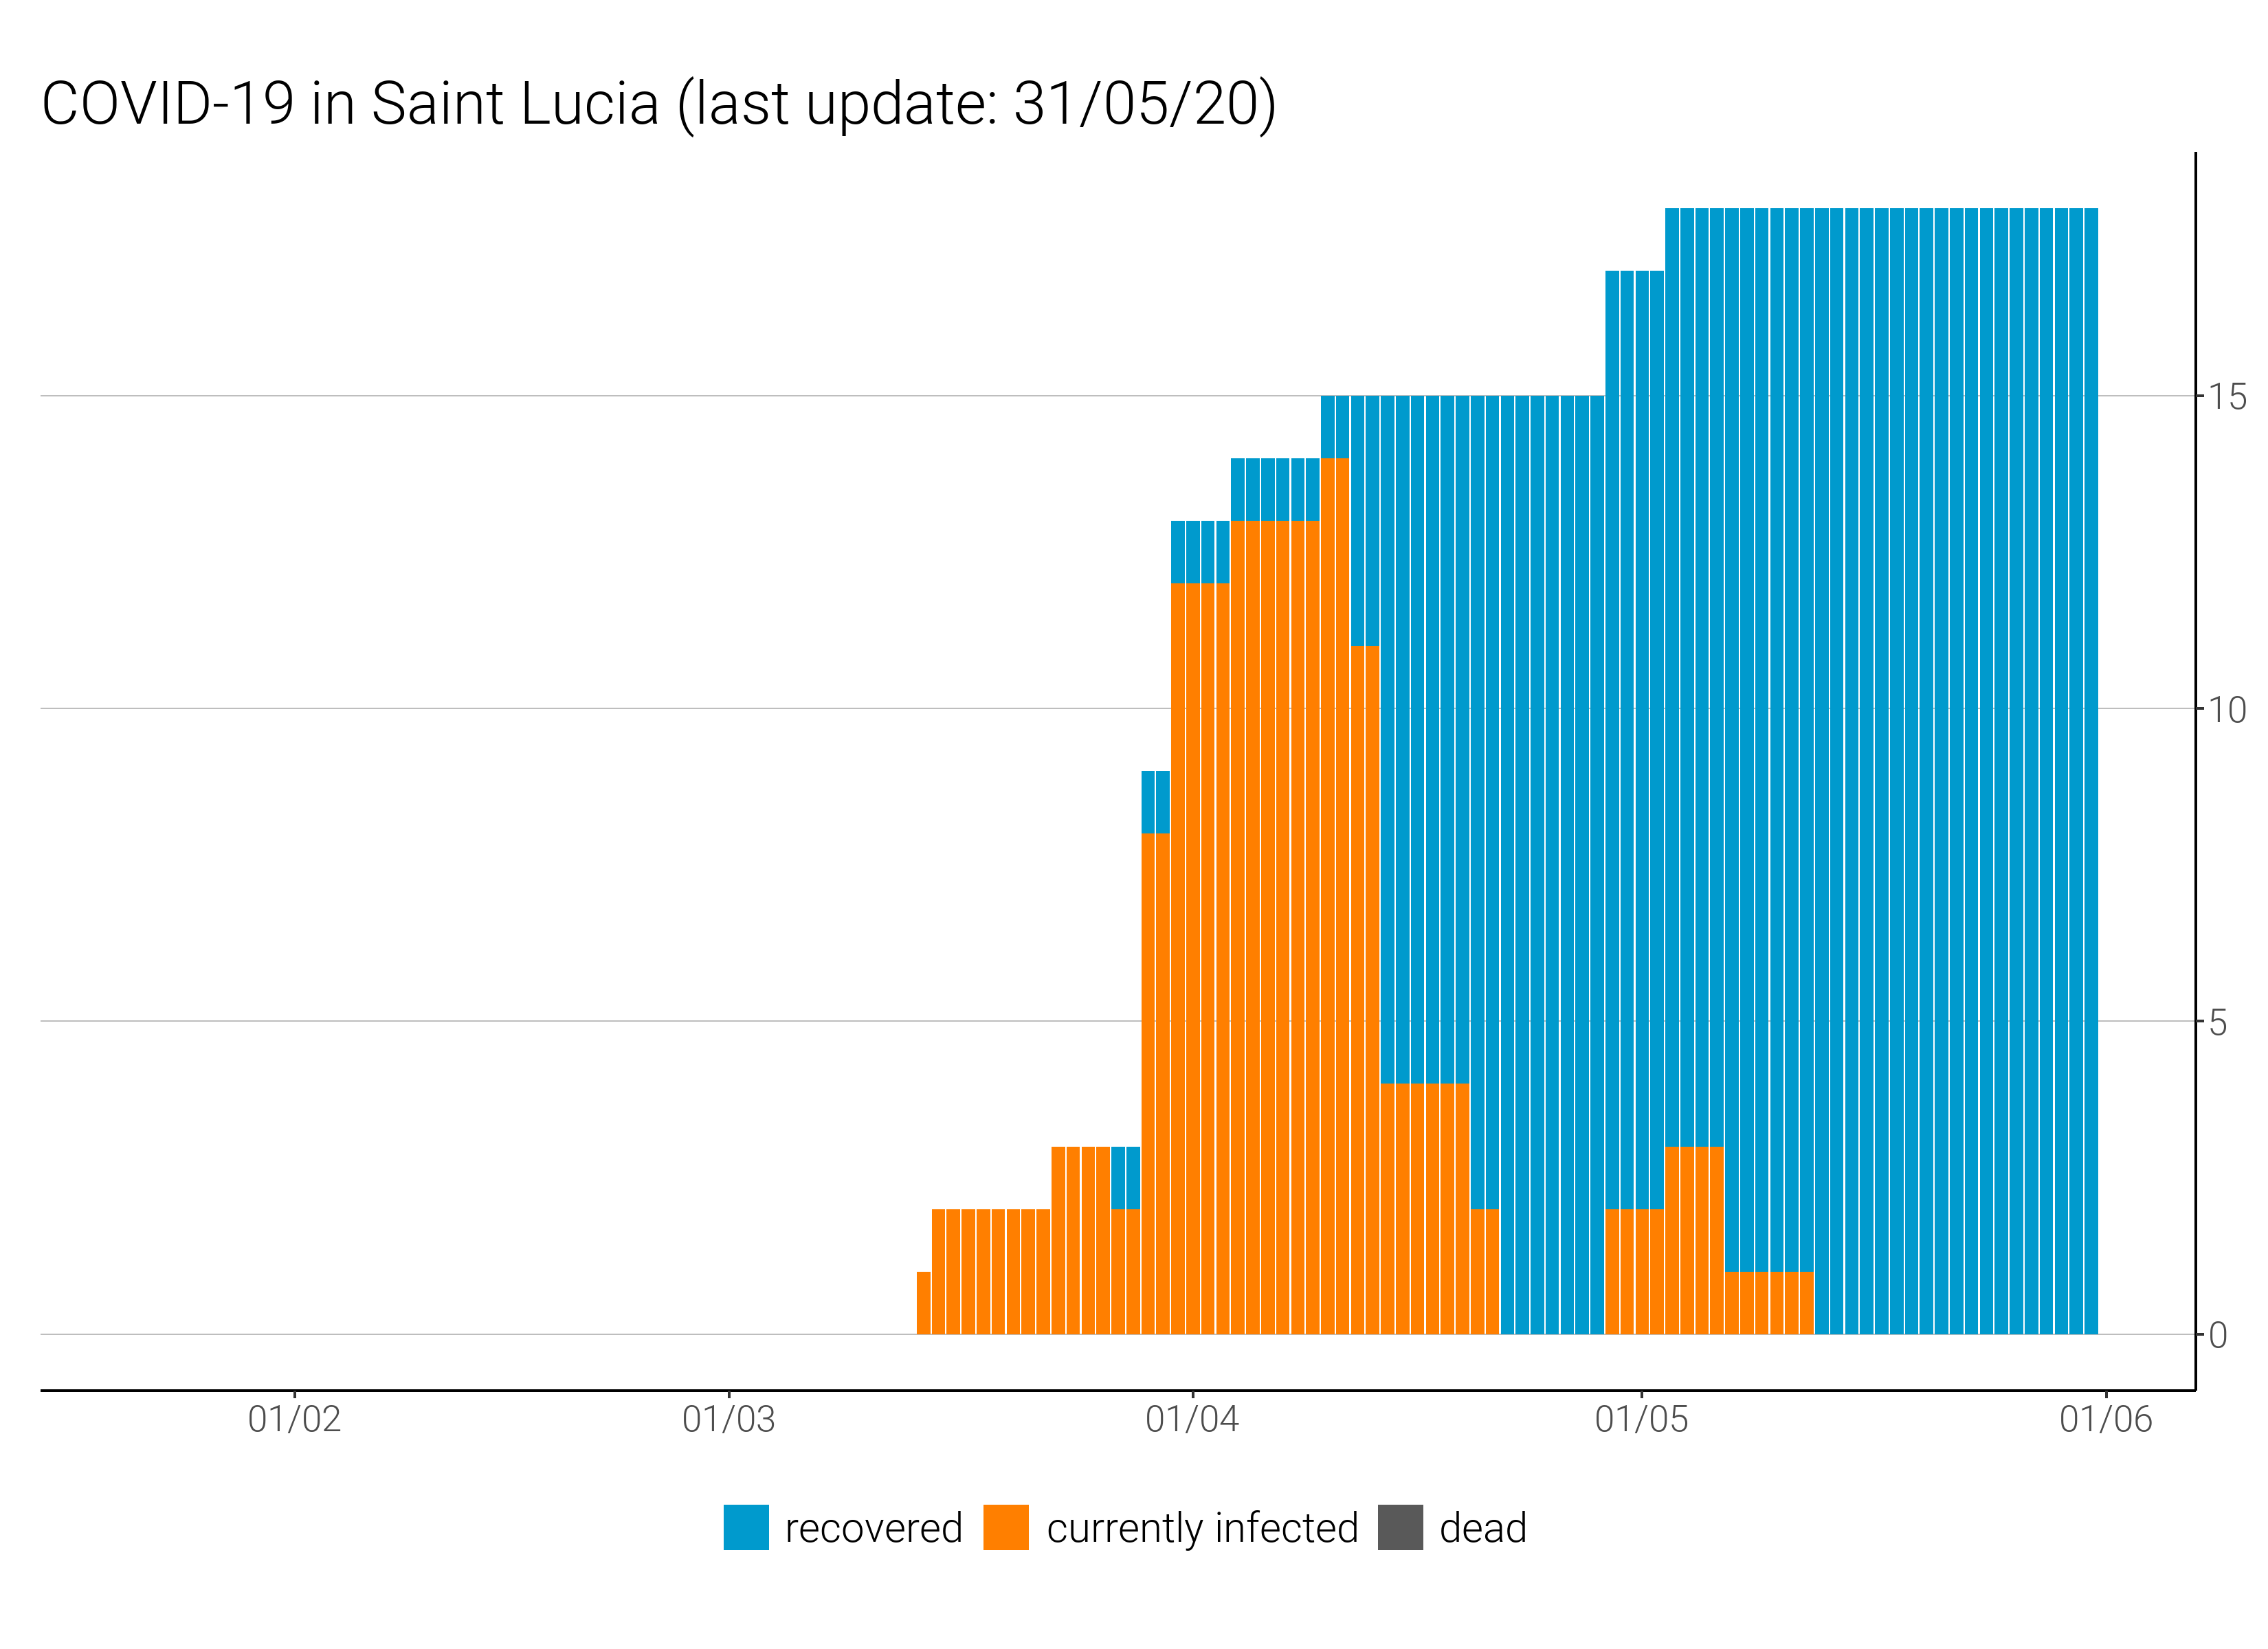 COVID-19 in Saint Lucia (last update: 31/05/20)
15
10
5
0
01/02 01/03 01/04 01/05 01/06
recovered currently infected dead